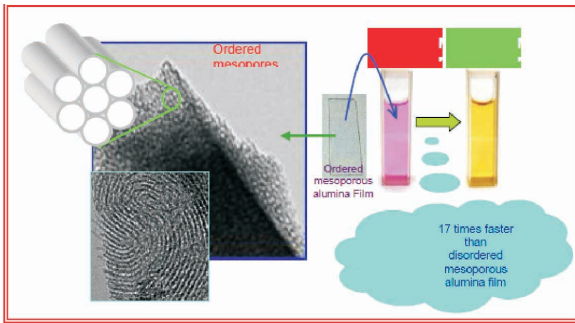 Ordered
mesopores
Ordered
mesoporous
alumina Film
17 times faster
than
disordered
mesoporous
alumina film